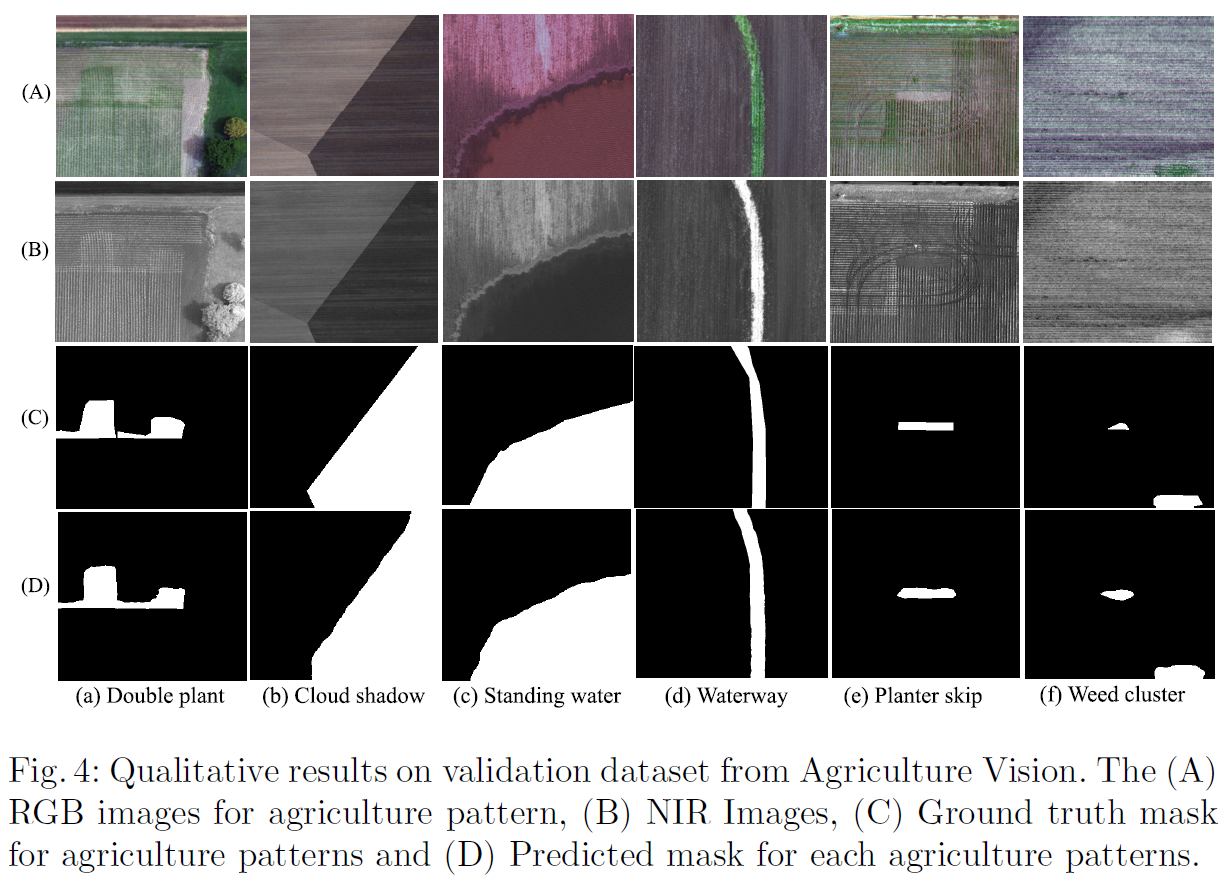 (A)
(B)
(C)
(D)
(a) Double plant (b) Cloud shadow (c) Standing water (d) Waterway (e) Planter skip (f) Weed cluster
Fig. 4: Qualitative results on validation dataset from Agriculture Vision. The (A)
RGB images for agriculture pattern, (B) NIR Images, (C) Ground truth mask
for agriculture patterns and (D) Predicted mask for each agriculture patterns.